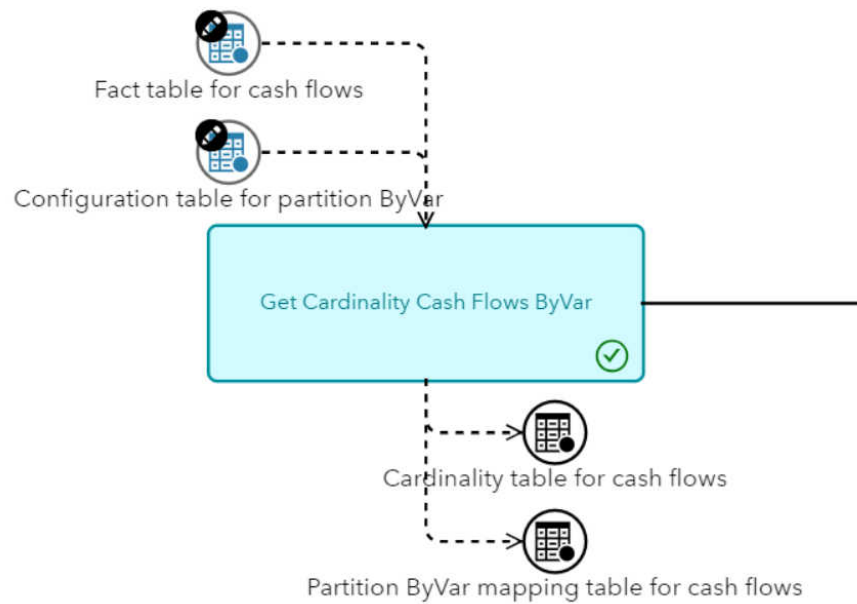 Fact table for cash flows
Configuration table for partition ByVar
Get Cardinality Cash Flows ByVar
Cardinality table for cash flows
Partition ByVar mapping table for cash flows